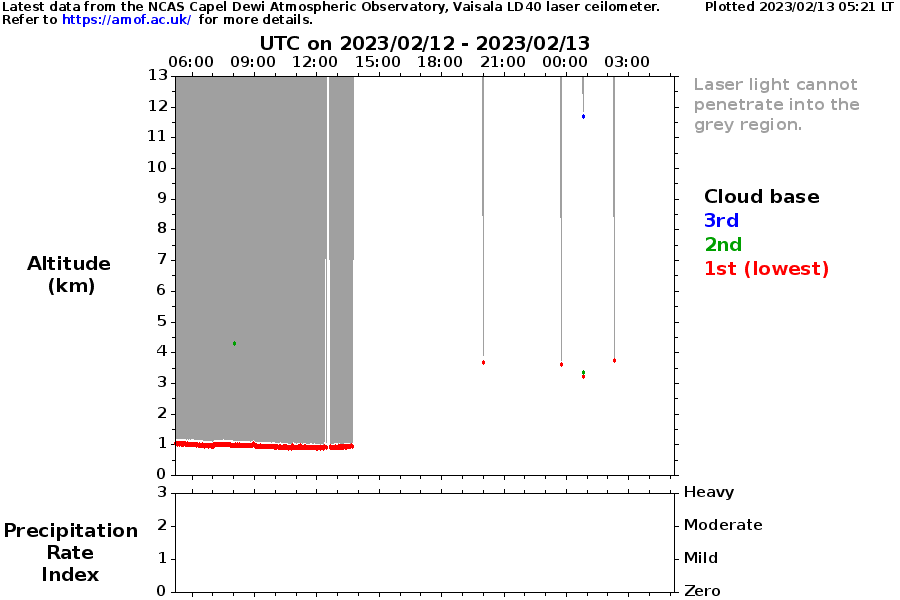 Latest data from the NCAS Capel Dewi Atmospheric Observatory, Vaisala LD40 laser ceilometer.
Plotted 2023/02/13 05:21 LT
Refer to https://amof.ac.uk/ for more details.
UTC on 2023/02/12 - 2023/02/13
06:00 09:00 12:00 15:00 18:00 21:00 00:00 03:00
13
12
11
10
9
8
7
6
5
4
3
2
1
0
Altitude
(km)
Laser light cannot
penetrate into the
grey region.
Cloud base
3rd
2nd
1st (lowest)
3 Heavy
2 Moderate
1 Mild
0 Zero
Precipitation
Rate
Index